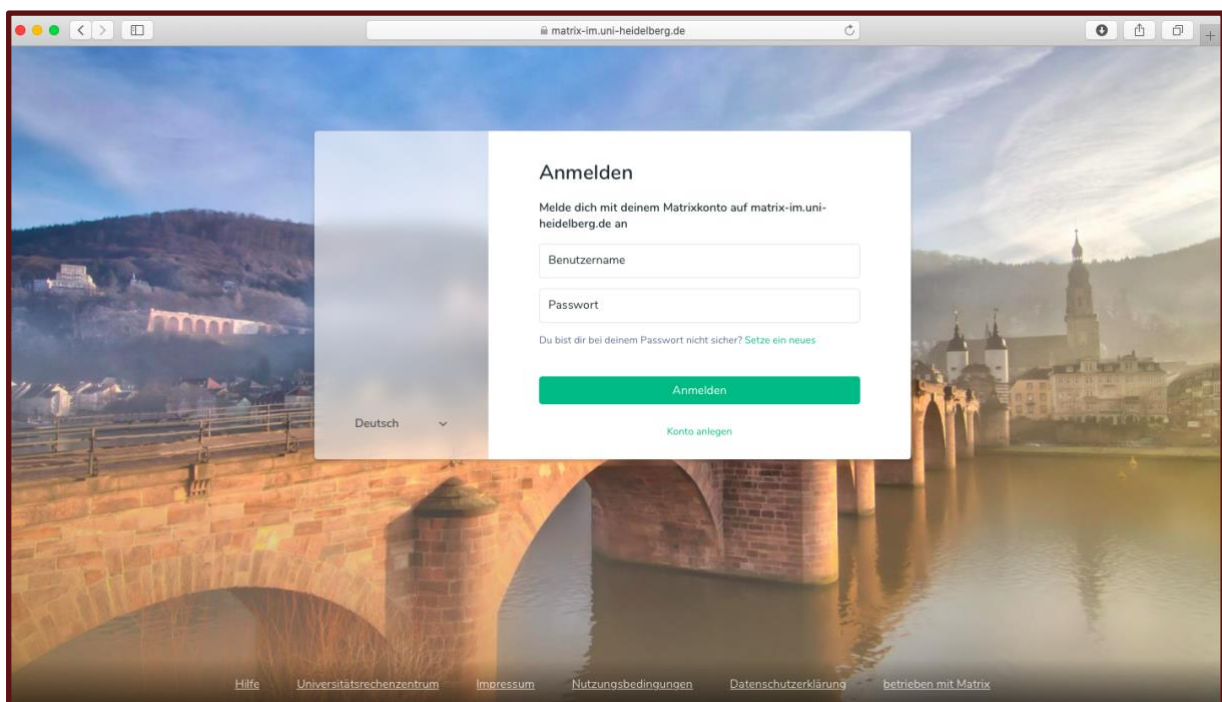 matrix-im.uni-heidelberg.de
Anmelden
Melde dich mit deinem Matrixkonto auf matrix-im.uni-
heidelberg.de an
Benutzername
Passwort
Du bist dir bei deinem Passwort nicht sicher? Setze ein neues
Anmelden
Deutsch
Konto anlegen
Hilfe Universitätsrechenzentrum Impressum Nutzungsbedingungen Datenschutzerklärung betrieben mit Matrix